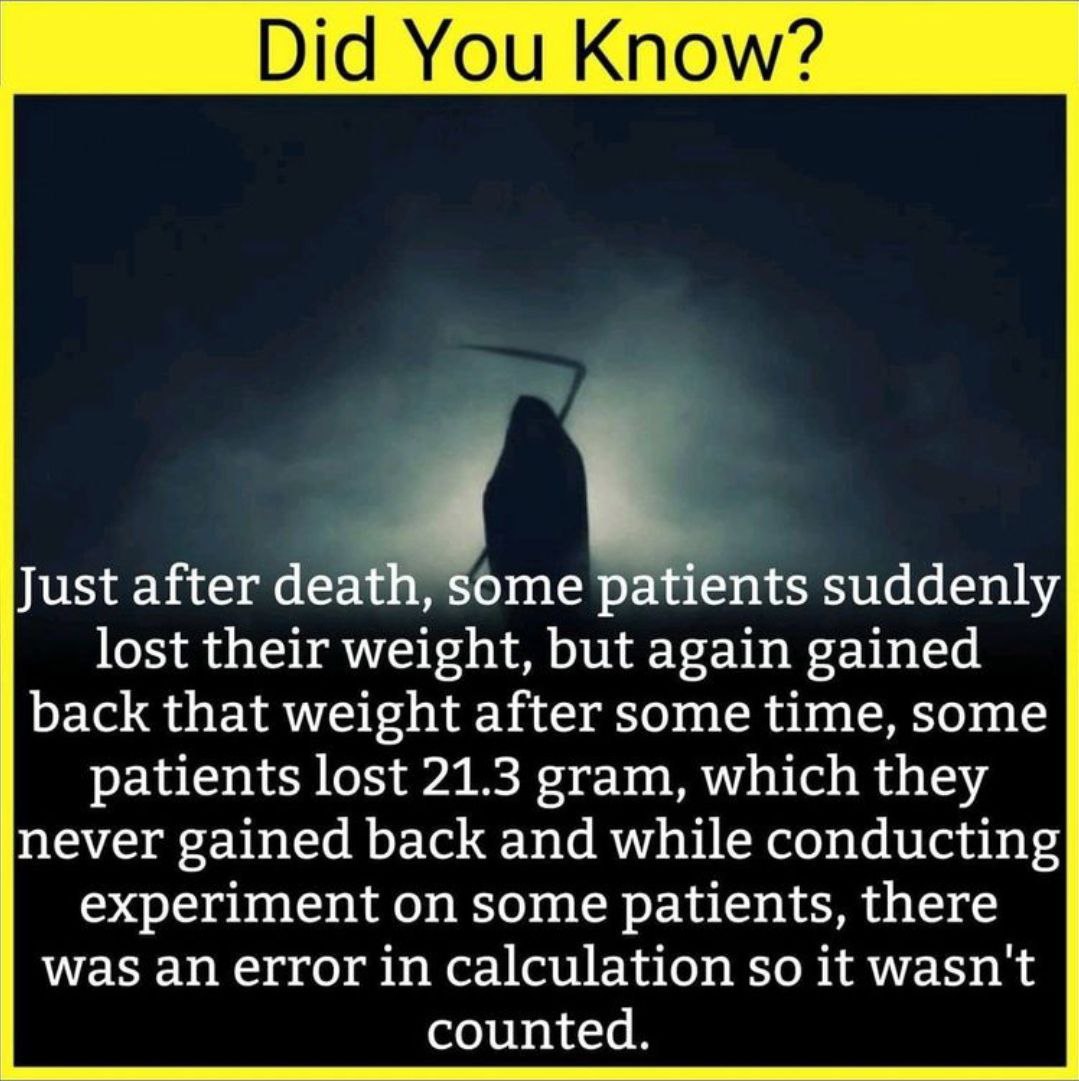 Did You Know?
Just after death, some patients suddenly
lost their weight, but again gained
back that weight after some time, some
patients lost 21.3 gram, which they
never gained back and while conducting
experiment on some patients, there
was an error in calculation so it wasn't
counted.